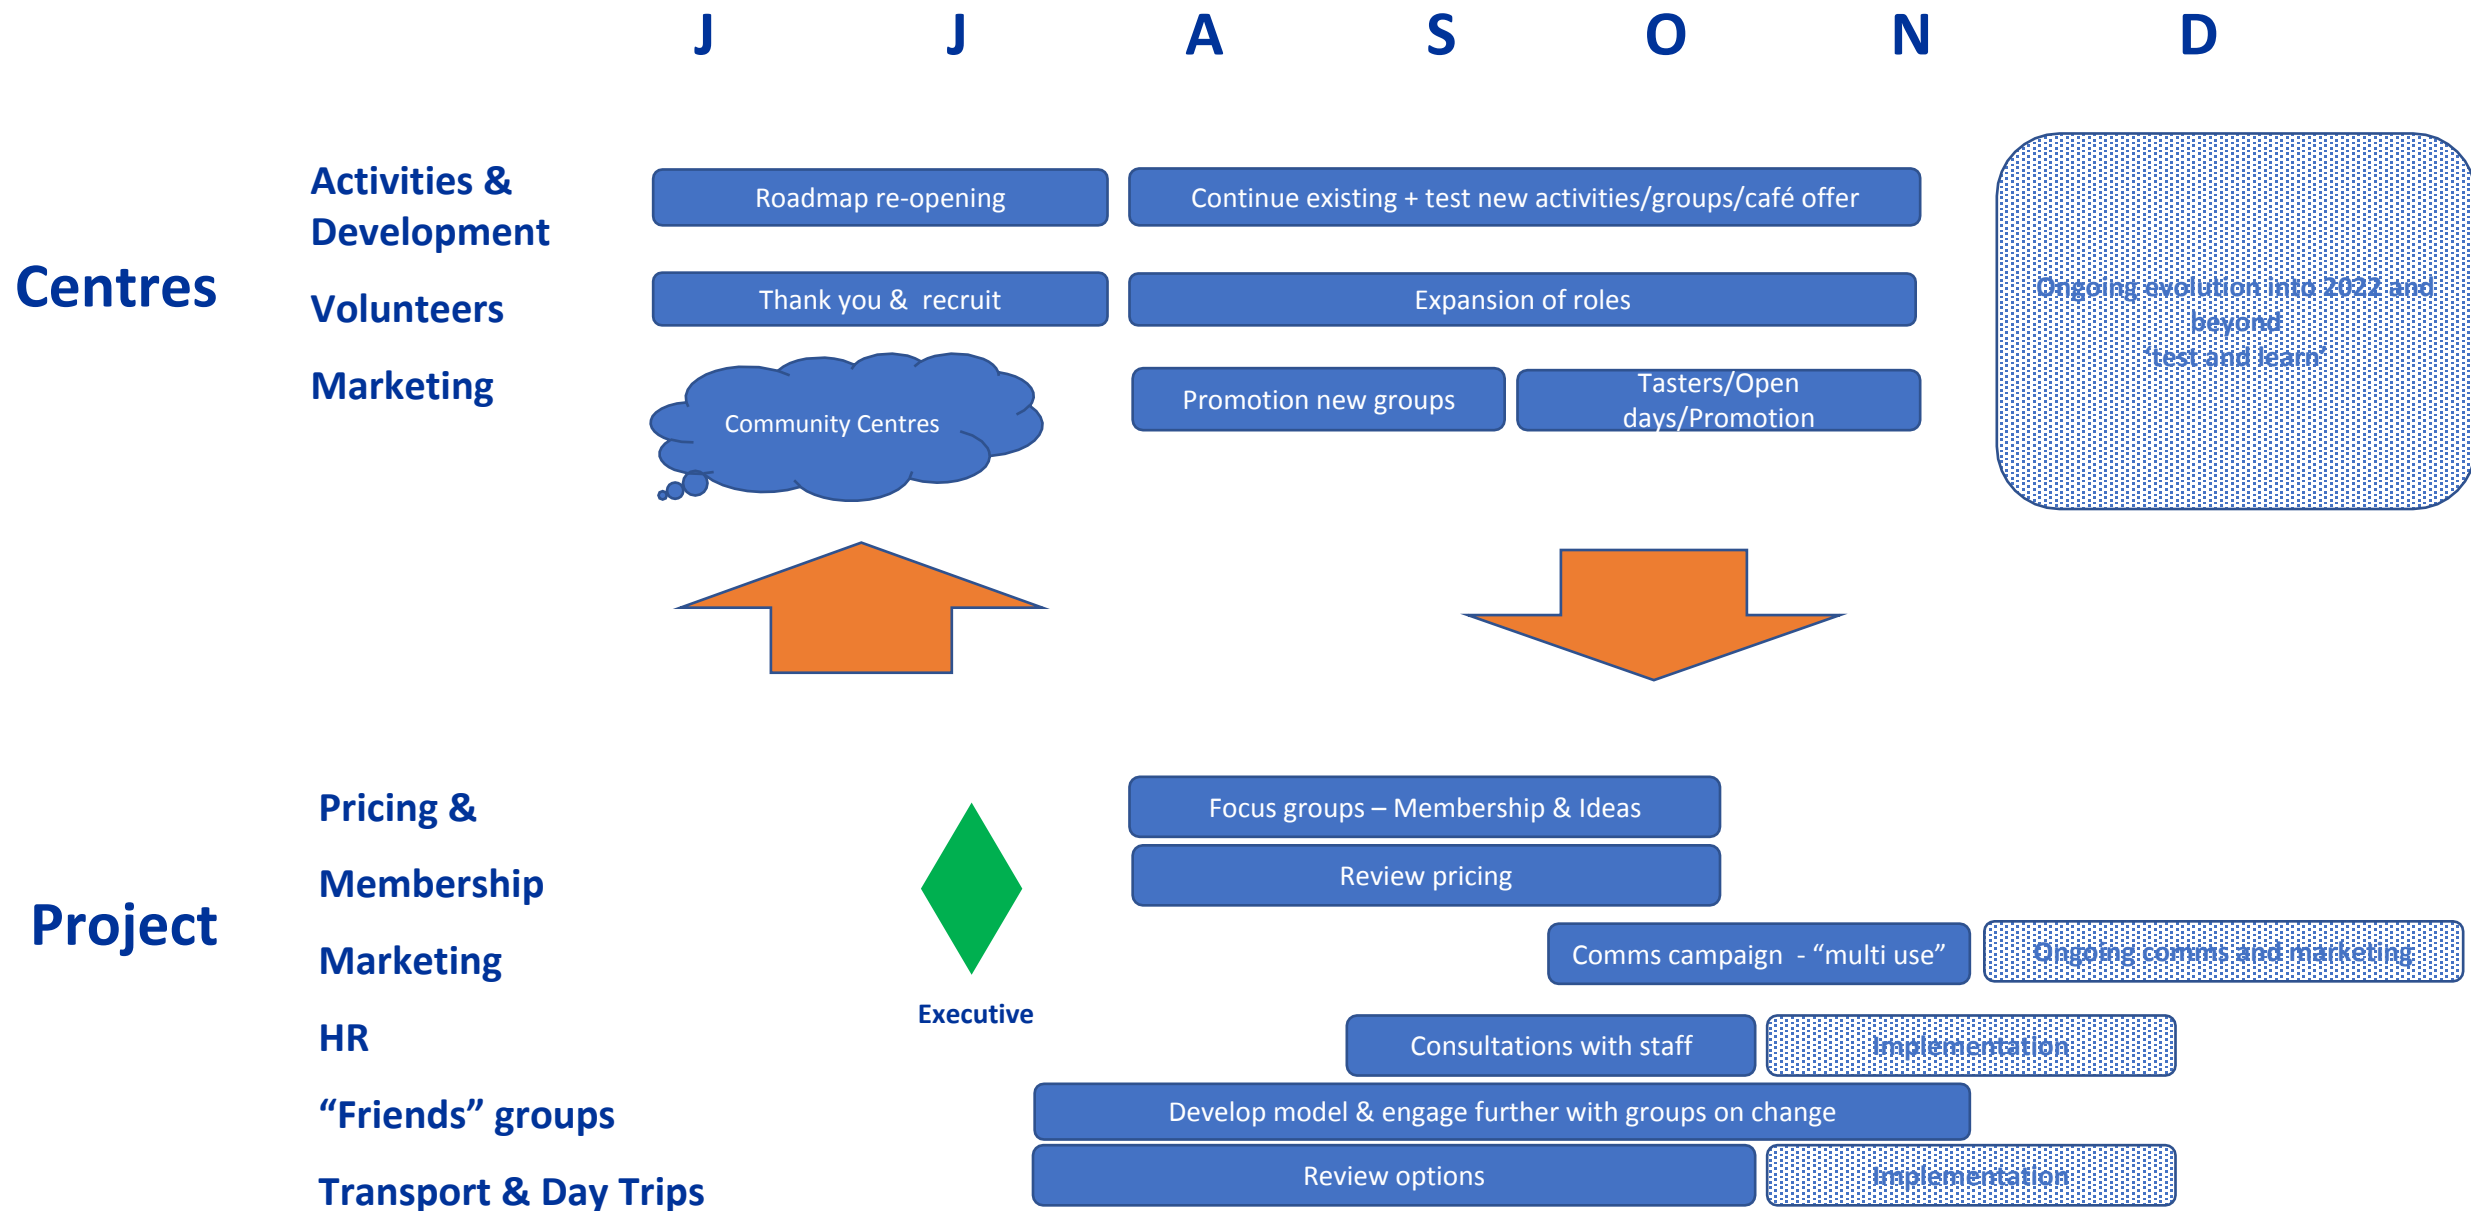 J J A S O N D
Centres
Activities &
Development
Roadmap re-opening
Continue existing + test new activities/groups/café offer
Volunteers
Thank you & recruit
Expansion of roles
Marketing
Community Centres
Promotion new groups
Tasters/Open
days/Promotion
Ongoing evolution into 2022 and
beyond
‘test and learn’
Project
Pricing &
Membership
Focus groups – Membership & Ideas
Review pricing
Executive
Marketing
Comms campaign - “multi use”
Ongoing comms and marketing
HR
Consultations with staff
Implementation
“Friends” groups
Develop model & engage further with groups on change
Transport & Day Trips
Review options
Implementation